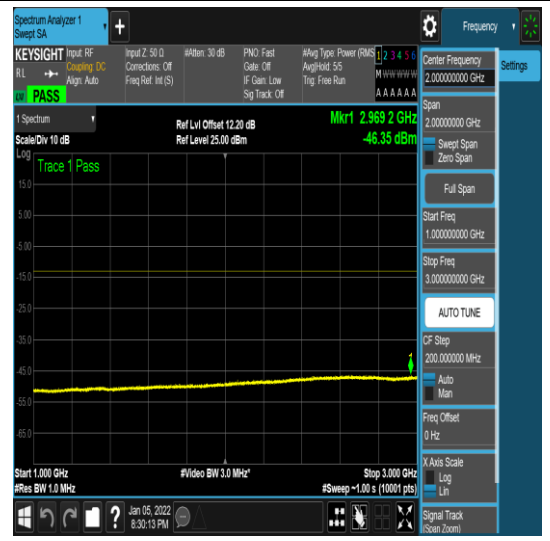 Spectrum Analyzer 1
Swept SA
+
Frequency
KEYSIGHT
RL
Input: RF
Coupling: DC
Align: Auto
Input Z: 50 Ω
Corrections: Off
Freq Ref: Int (S)
#Atten: 30 dB
PNO: Fast
Gate: Off
IF Gain: Low
Sig Track: Off
#Avg Type: Power (RMS
Avg|Hold: 5/5
Trig: Free Run
1 2 3 4 5 6
M W W W W W
A A A A A A
PASS
1 Spectrum
Scale/Div 10 dB
Ref Lvl Offset 12.20 dB
Ref Level 25.00 dBm
Mkr1 2.969 2 GHz
-46.35 dBm
Log
Trace 1 Pass
15.0
5.00
-5.00
-15.0
-25.0
-35.0
-45.0
-55.0
-65.0
1
Start 1.000 GHz
#Res BW 1.0 MHz
#Video BW 3.0 MHz*
Stop 3.000 GHz
#Sweep ~1.00 s (10001 pts)
Center Frequency
2.000000000 GHz
Settings
Span
2.00000000 GHz
Swept Span
Zero Span
Full Span
Start Freq
1.000000000 GHz
Stop Freq
3.000000000 GHz
AUTO TUNE
CF Step
200.000000 MHz
Auto
Man
Freq Offset
0 Hz
X Axis Scale
Log
Lin
Signal Track
(Span Zoom)
?
Jan 05, 2022
8:30:13 PM